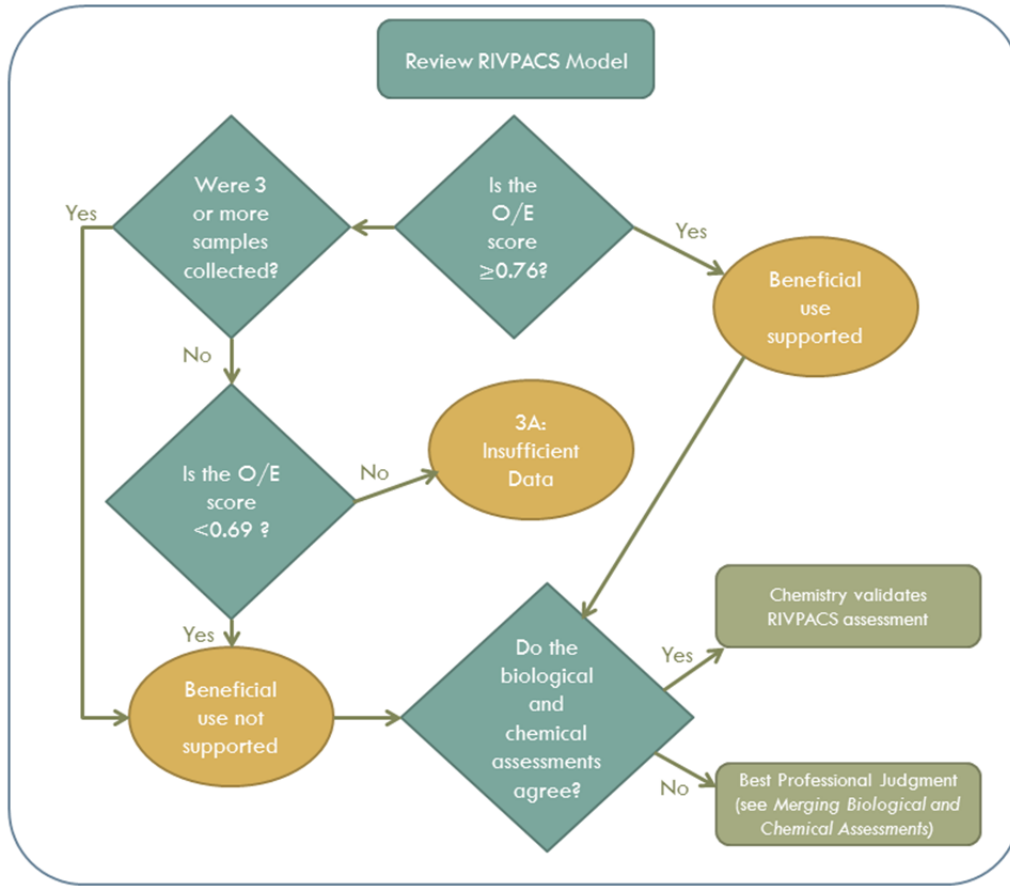 Review RIVPACS Model
Were 3
or more
samples
collected?
Is the
O/E
score
≥0.76?
Yes
Yes
Beneficial
use
supported
No
3A:
Insufficient
Data
Is the O/E
score
<0.69 ?
No
Yes
Beneficial
use not
supported
Do the
biological
and
chemical
assessments
agree?
Yes
Chemistry validates
RIVPACS assessment
No
Best Professional Judgment
(see Merging Biological and
Chemical Assessments)